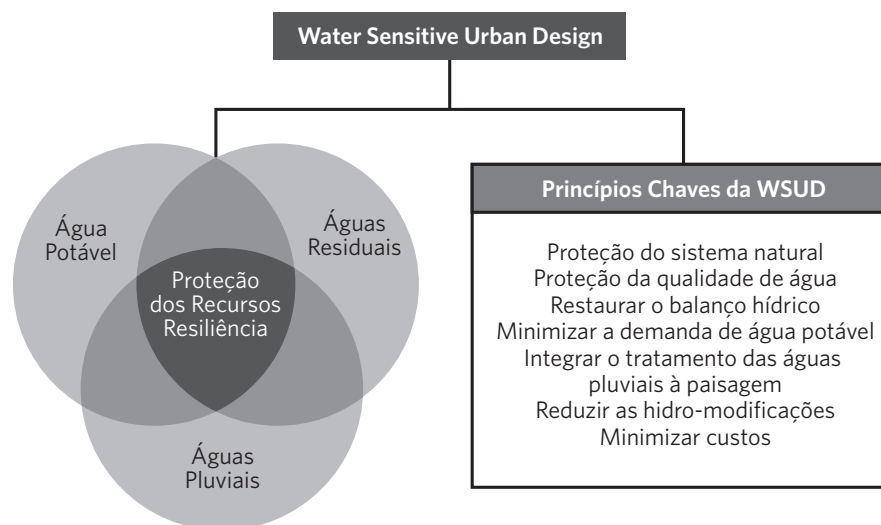 Water Sensitive Urban Design
Água
Potável
Águas
Residuais
Proteção
dos Recursos
Resiliência
Águas
Pluviais
Princípios Chaves da WSUD
Proteção do sistema natural
Proteção da qualidade de água
Restaurar o balanço hídrico
Minimizar a demanda de água potável
Integrar o tratamento das águas
pluviais à paisagem
Reduzir as hidro-modificações
Minimizar custos